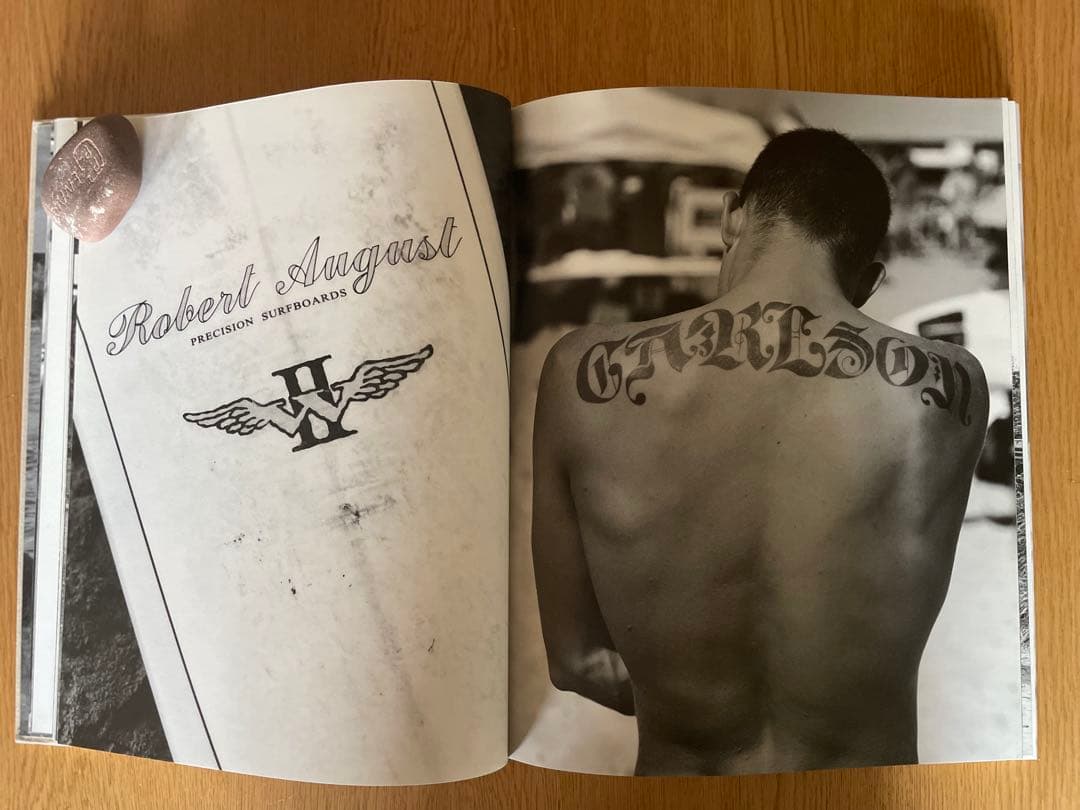 Robert August
PRECISION SURFBOARDS
W
CARLSON